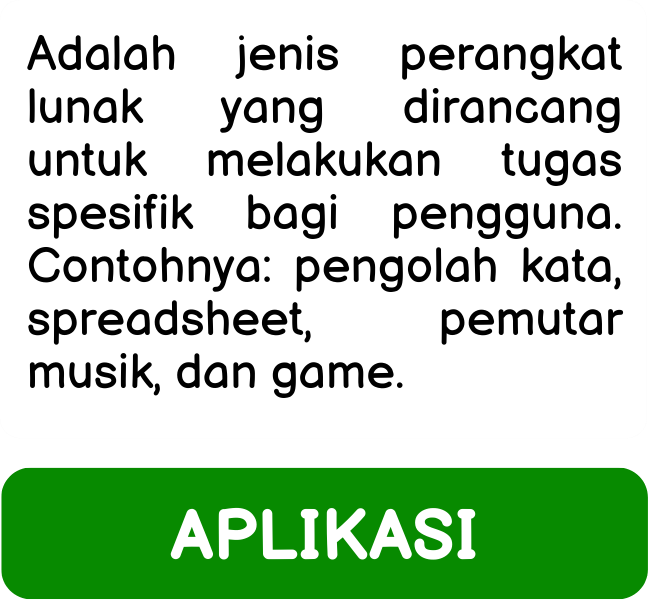 Adalah jenis perangkat
lunak yang dirancang
untuk melakukan tugas
spesifik bagi pengguna.
Contohnya: pengolah kata,
spreadsheet, pemutar
musik, dan game.
APLIKASI